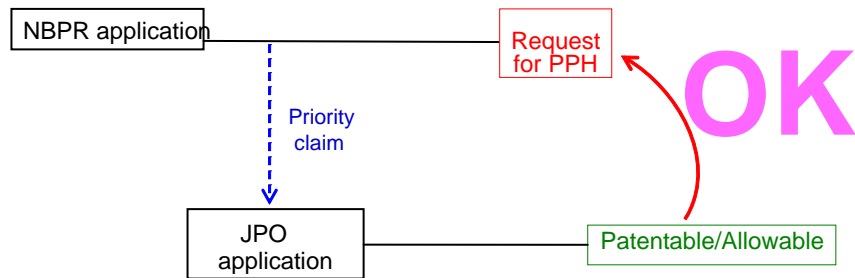 NBPR application
Request
for PPH
OK
Priority
claim
JPO
application
Patentable/Allowable